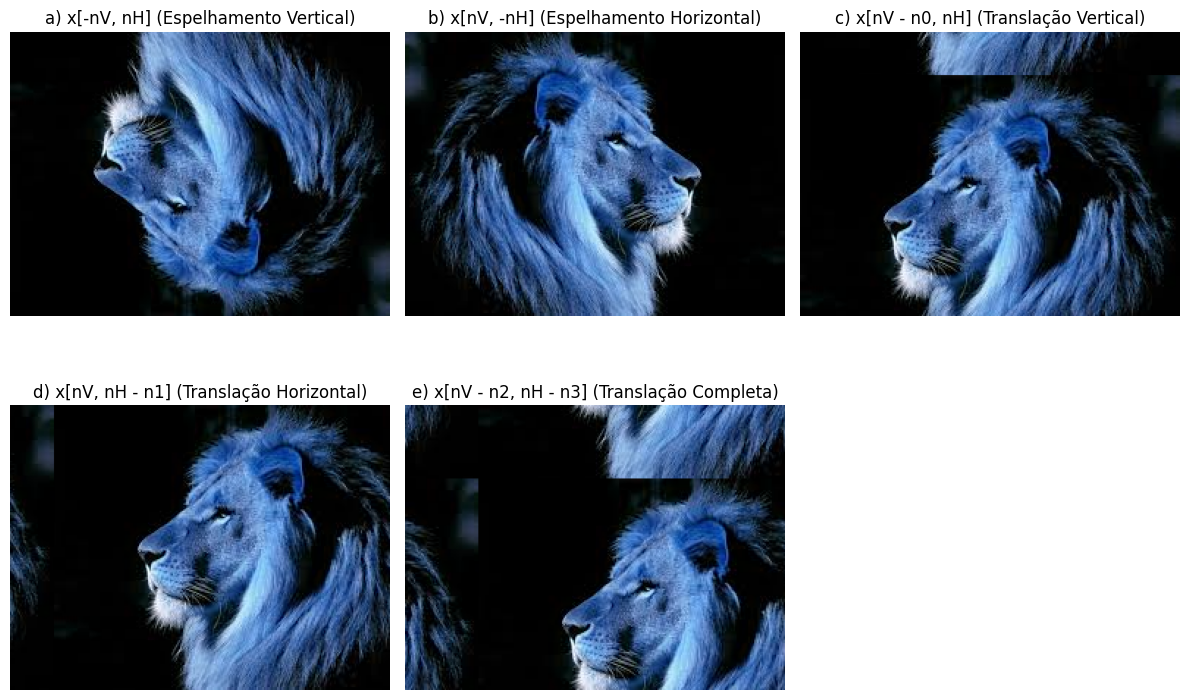 a) x[-nV, nH] (Espelhamento Vertical)
b) x[nV, -nH] (Espelhamento Horizontal)
c) x[nV - n0, nH] (Translação Vertical)
d) x[nV, nH - n1] (Translação Horizontal)
e) x[nV - n2, nH - n3] (Translação Completa)